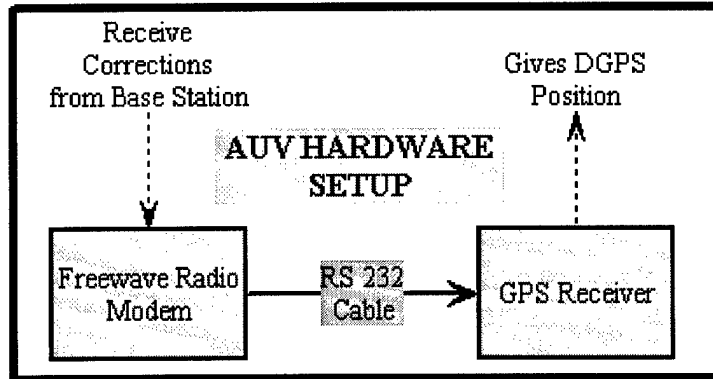 Receive
Corrections
from Base Station
Gives DGPS
Position
AUV HARDWARE
SETUP
Freewave Radio
Modem
RS 232
Cable
GPS Receiver